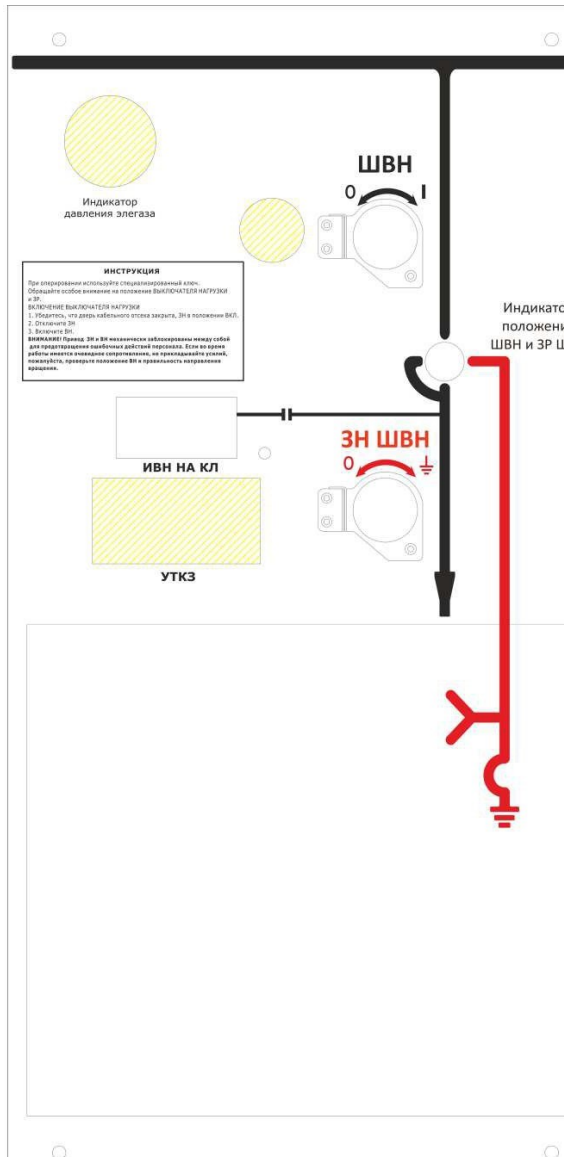 ШВН
0 I
Индикатор
давления элегаза
ИНСТРУКЦИЯ
При оперировании используйте специализированный ключ.
Обращайте особое внимание на положение ВЫКЛЮЧАТЕЛЯ НАГРУЗКИ
и ЗР.
ВКЛЮЧЕНИЕ ВЫКЛЮЧАТЕЛЯ НАГРУЗКИ
1. Убедитесь, что дверь кабельного отсека закрыта, ЗН в положении ВКЛ.
2. Отключите ЗН
3. Включите ВН.
ВНИМАНИЕ! Привод ЗН и ВН механически заблокированы между собой
для предотвращения ошибочных действий персонала. Если во время
работы имеется очевидное сопротивление, не прикладывайте усилий,
пожалуйста, проверьте положение ВН и правильность направления
вращения.
Индикато
положени
ШВН и ЗР Ш
ЗН ШВН
0
ИВН НА КЛ
УТКЗ